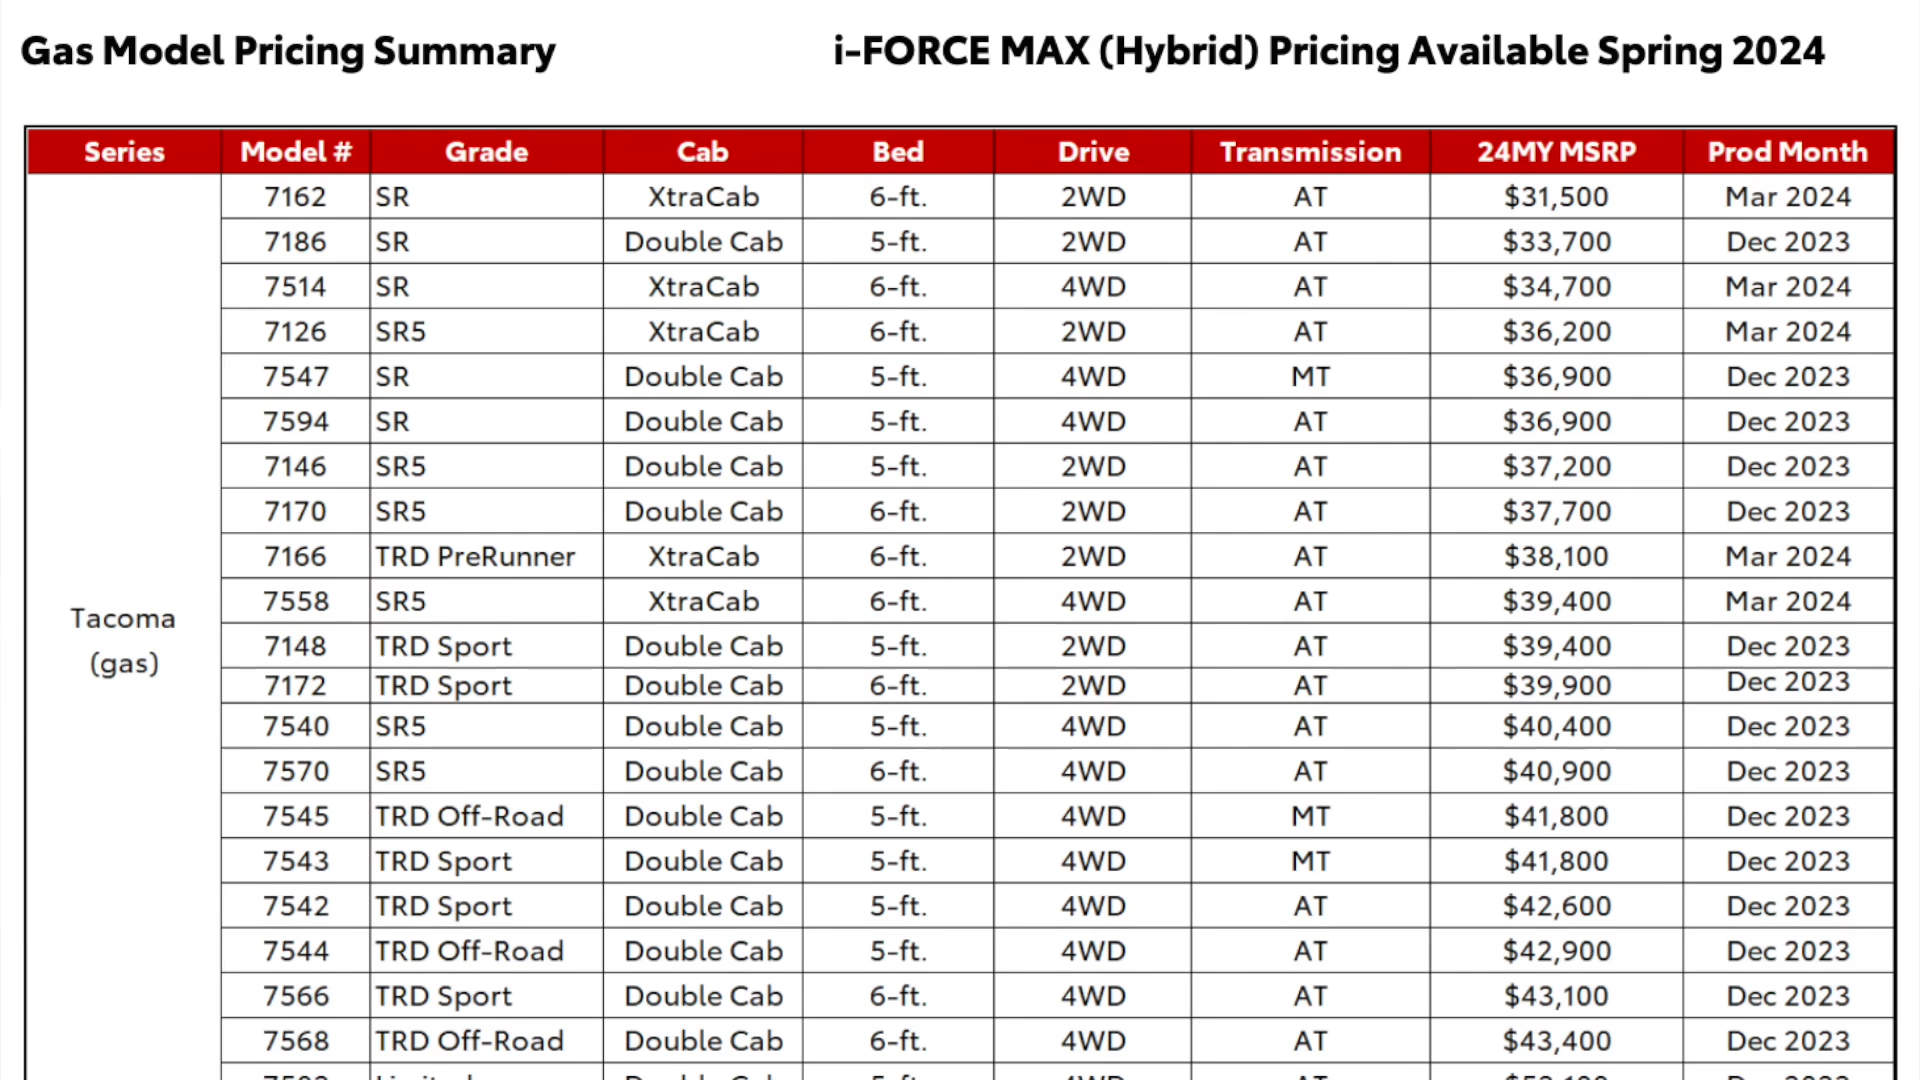 Gas Model Pricing Summary
i-FORCE MAX (Hybrid) Pricing Available Spring 2024
Series Model # Grade Cab Bed Drive Transmission 24MY MSRP Prod Month
7162 SR XtraCab 6-ft. 2WD AT $31,500 Mar 2024
7186 SR Double Cab 5-ft. 2WD AT $33,700 Dec 2023
7514 SR XtraCab 6-ft. 4WD AT $34,700 Mar 2024
7126 SR5 XtraCab 6-ft. 2WD AT $36,200 Mar 2024
7547 SR Double Cab 5-ft. 4WD MT $36,900 Dec 2023
7594 SR Double Cab 5-ft. 4WD AT $36,900 Dec 2023
7146 SR5 Double Cab 5-ft. 2WD AT $37,200 Dec 2023
7170 SR5 Double Cab 6-ft. 2WD AT $37,700 Dec 2023
7166 TRD PreRunner XtraCab 6-ft. 2WD AT $38,100 Mar 2024
7558 SR5 XtraCab 6-ft. 4WD AT $39,400 Mar 2024
Tacoma
(gas)
7148 TRD Sport Double Cab 5-ft. 2WD AT $39,400 Dec 2023
7172 TRD Sport Double Cab 6-ft. 2WD AT $39,900 Dec 2023
7540 SR5 Double Cab 5-ft. 4WD AT $40,400 Dec 2023
7570 SR5 Double Cab 6-ft. 4WD AT $40,900 Dec 2023
7545 TRD Off-Road Double Cab 5-ft. 4WD MT $41,800 Dec 2023
7543 TRD Sport Double Cab 5-ft. 4WD MT $41,800 Dec 2023
7542 TRD Sport Double Cab 5-ft. 4WD AT $42,600 Dec 2023
7544 TRD Off-Road Double Cab 5-ft. 4WD AT $42,900 Dec 2023
7566 TRD Sport Double Cab 6-ft. 4WD AT $43,100 Dec 2023
7568 TRD Off-Road Double Cab 6-ft. 4WD AT $43,400 Dec 2023